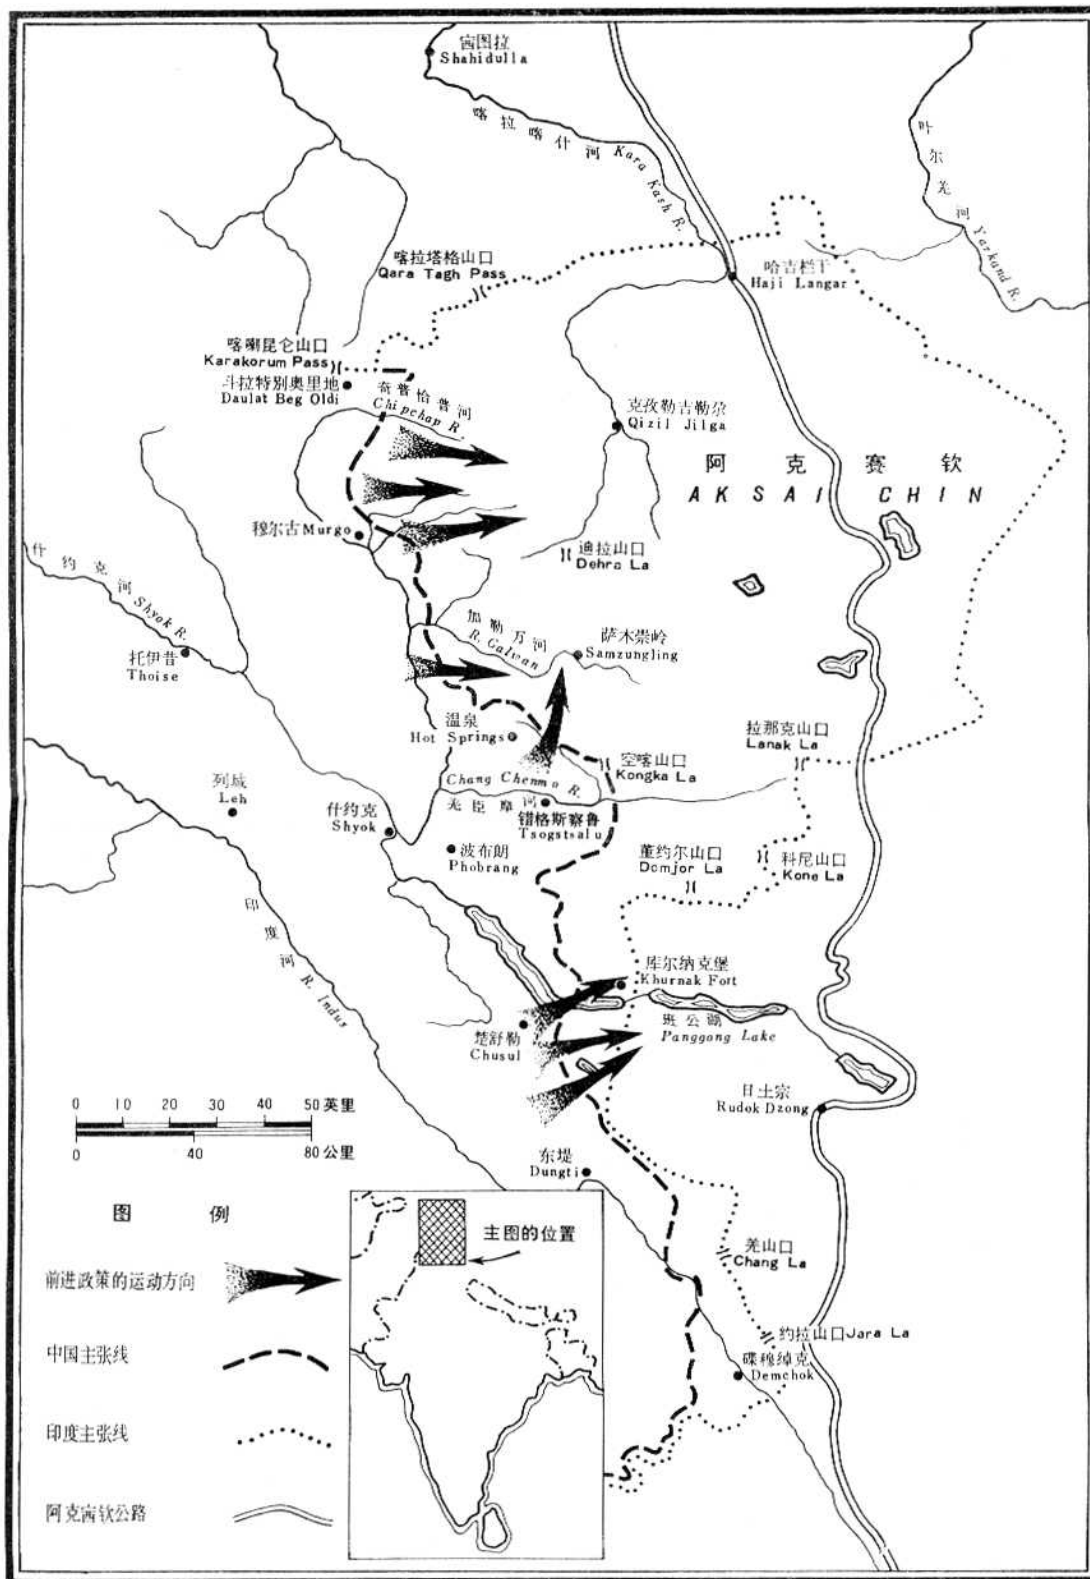 赛图拉
Shahidulla
喀拉喀什河 Kara Kash R.
叶尔羌河 Yarkand R.
喀拉塔格山口
Qara Tagh Pass
哈吉栏干
Haji Langar
喀喇昆仑山口
Karakorum Pass
斗拉特别奥里地
Daulat Beg Oldi
奇普恰普河
Chipchap R.
克孜勒吉勒尕
Qizil Jilga
阿克赛钦
AKSAI CHIN
穆尔古 Murgo
迪拉山口
Dehra La
什约克河 Shyok R.
加勒万河
R. Galwan
萨木崇岭
Samzungling
托伊昔
Thoise
温泉
Hot Springs
拉那克山口
Lanak La
空喀山口
Kongka La
列城
Leh
Chang Chenmo R.
羌臣摩河
什约克
Shyok
错格斯察鲁
Tsogstsalu
波布朗
Phobrang
董约尔山口
Domjor La
科尼山口
Kone La
印度河 R. Indus
库尔纳克堡
Khurnak Fort
楚舒勒
Chusul
班公湖
Panggong Lake
日土宗
Rudok Dzong
0 10 20 30 40 50 英里
0 40 80 公里
东堤
Dungti
图 例
主图的位置
羌山口
Chang La
前进政策的运动方向
约拉山口 Jara La
中国主张线
碟穆绰克
Demchok
印度主张线
阿克赛钦公路